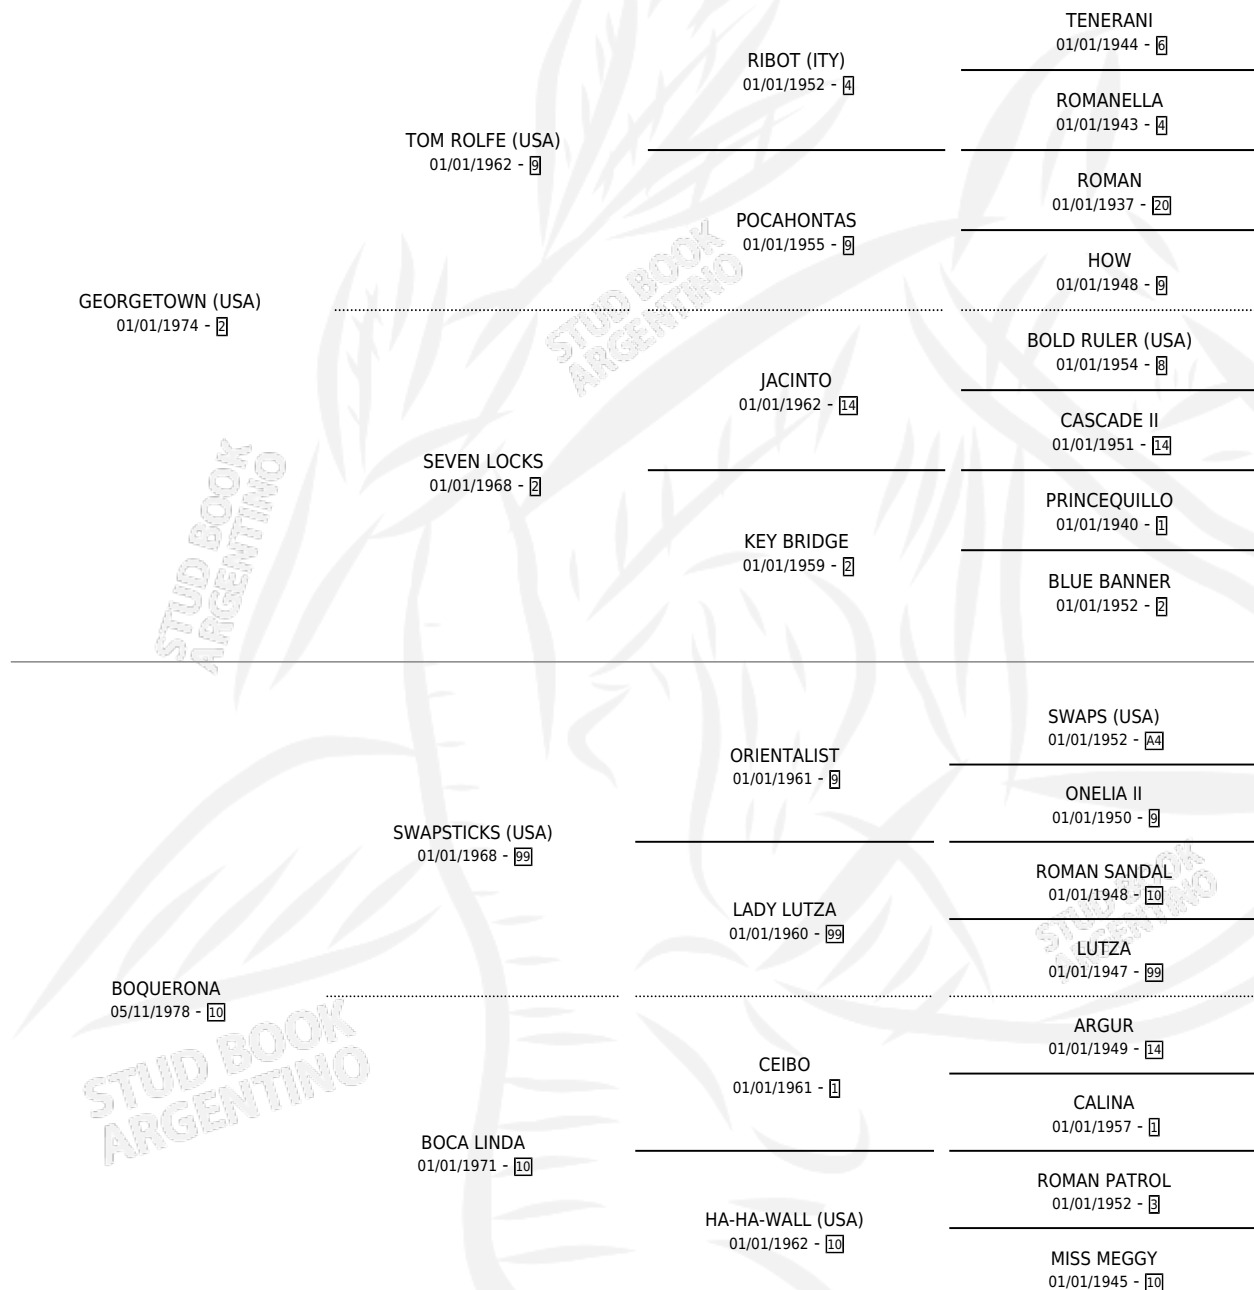 TENERANI
01/01/1944 - 6
RIBOT (ITY)
01/01/1952 - 4
ROMANELLA
01/01/1943 - 4
TOM ROLFE (USA)
01/01/1962 - 9
ROMAN
01/01/1937 - 20
POCAHONTAS
01/01/1955 - 9
HOW
01/01/1948 - 9
GEORGETOWN (USA)
01/01/1974 - 2
BOLD RULER (USA)
01/01/1954 - 8
JACINTO
01/01/1962 - 14
CASCADE II
01/01/1951 - 14
SEVEN LOCKS
01/01/1968 - 2
PRINCEQUILLO
01/01/1940 - 1
KEY BRIDGE
01/01/1959 - 2
BLUE BANNER
01/01/1952 - 2
SWAPS (USA)
01/01/1952 - A4
ORIENTALIST
01/01/1961 - 9
ONELIA II
01/01/1950 - 9
SWAPSTICKS (USA)
01/01/1968 - 99
ROMAN SANDAL
01/01/1948 - 10
LADY LUTZA
01/01/1960 - 99
LUTZA
01/01/1947 - 99
BOQUERONA
05/11/1978 - 10
ARGUR
01/01/1949 - 14
CEIBO
01/01/1961 - 1
CALINA
01/01/1957 - 1
BOCA LINDA
01/01/1971 - 10
ROMAN PATROL
01/01/1952 - 3
HA-HA-WALL (USA)
01/01/1962 - 10
MISS MEGGY
01/01/1945 - 10
STUD BOOK
ARGENTINO
STUD BOOK
ARGENTINO
STUD BOOK
ARGENTINO
STUD BOOK
ARGENTINO